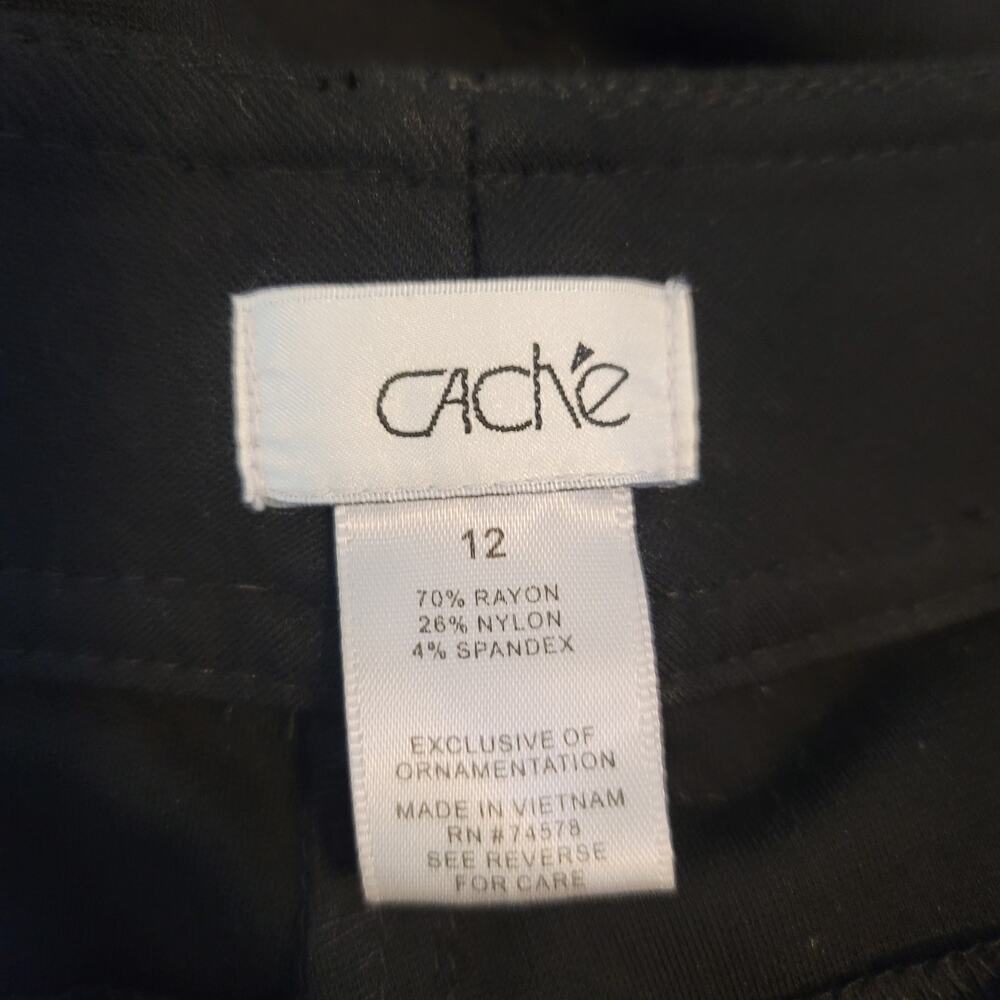 caché
12
70% RAYON
26% NYLON
4% SPANDEX
EXCLUSIVE OF
ORNAMENTATION
MADE IN VIETNAM
RN #74578
SEE REVERSE
FOR CARE